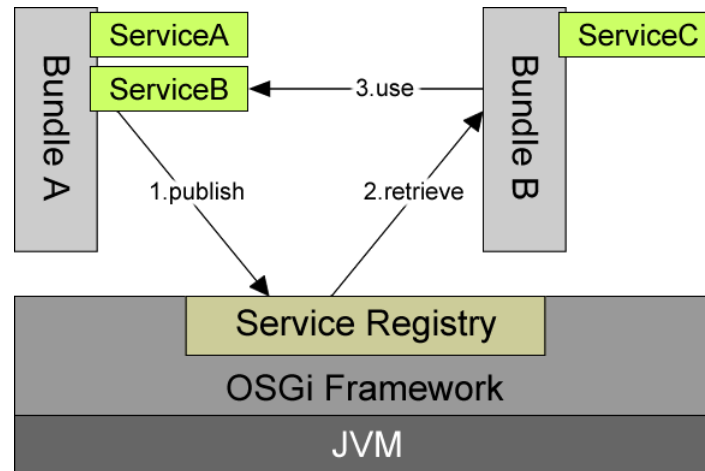 ServiceA
ServiceB
Bundle A
ServiceC
Bundle B
3.use
1.publish
2.retrieve
Service Registry
OSGi Framework
JVM